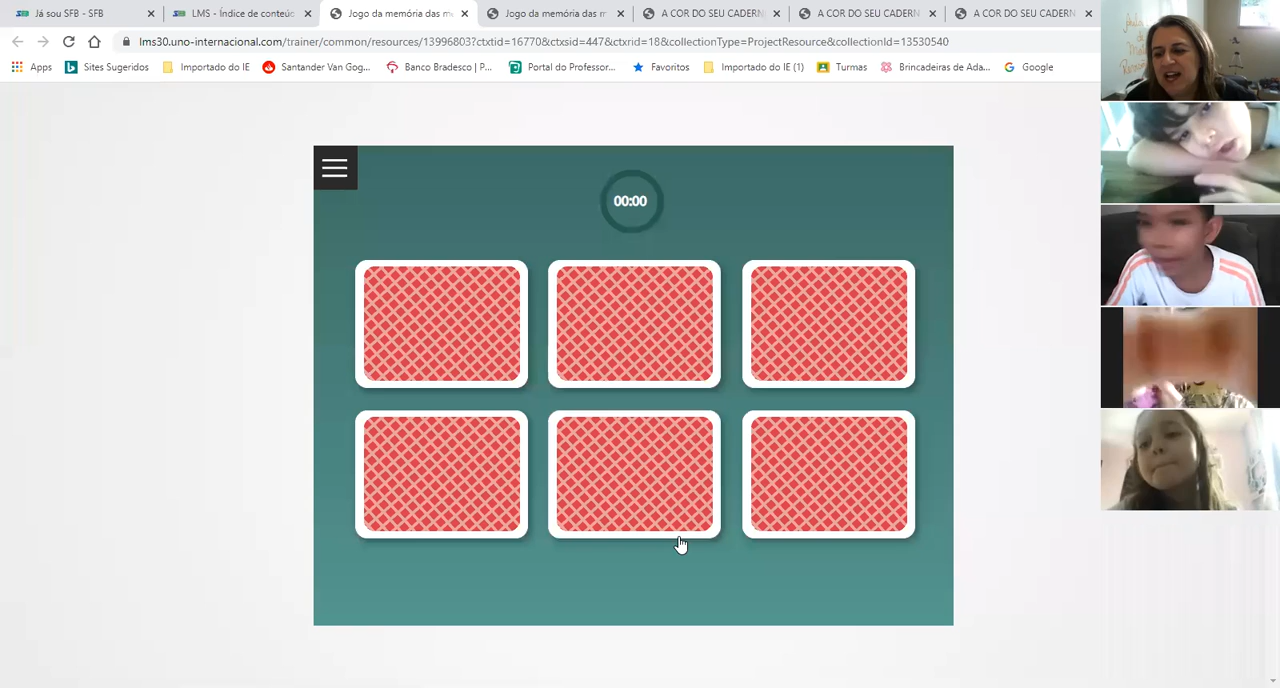 Já sou SFB - SFB
LMS - Índice de conteúc
Jogo da memória das me
Jogo da memória das m
A COR DO SEU CADERN
A COR DO SEU CADERN
A COR DO SEU CADERN
lms30.uno-internacional.com/trainer/common/resources/13996803?ctxtid=16770&ctxsid=447&ctxrid=18&collectionType=ProjectResource&collectionId=13530540
Apps
Sites Sugeridos
Importado do IE
Santander Van Gog...
Banco Bradesco | P...
Portal do Professor...
Favoritos
Importado do IE (1)
Turmas
Brincadeiras de Ada...
Google
00:00